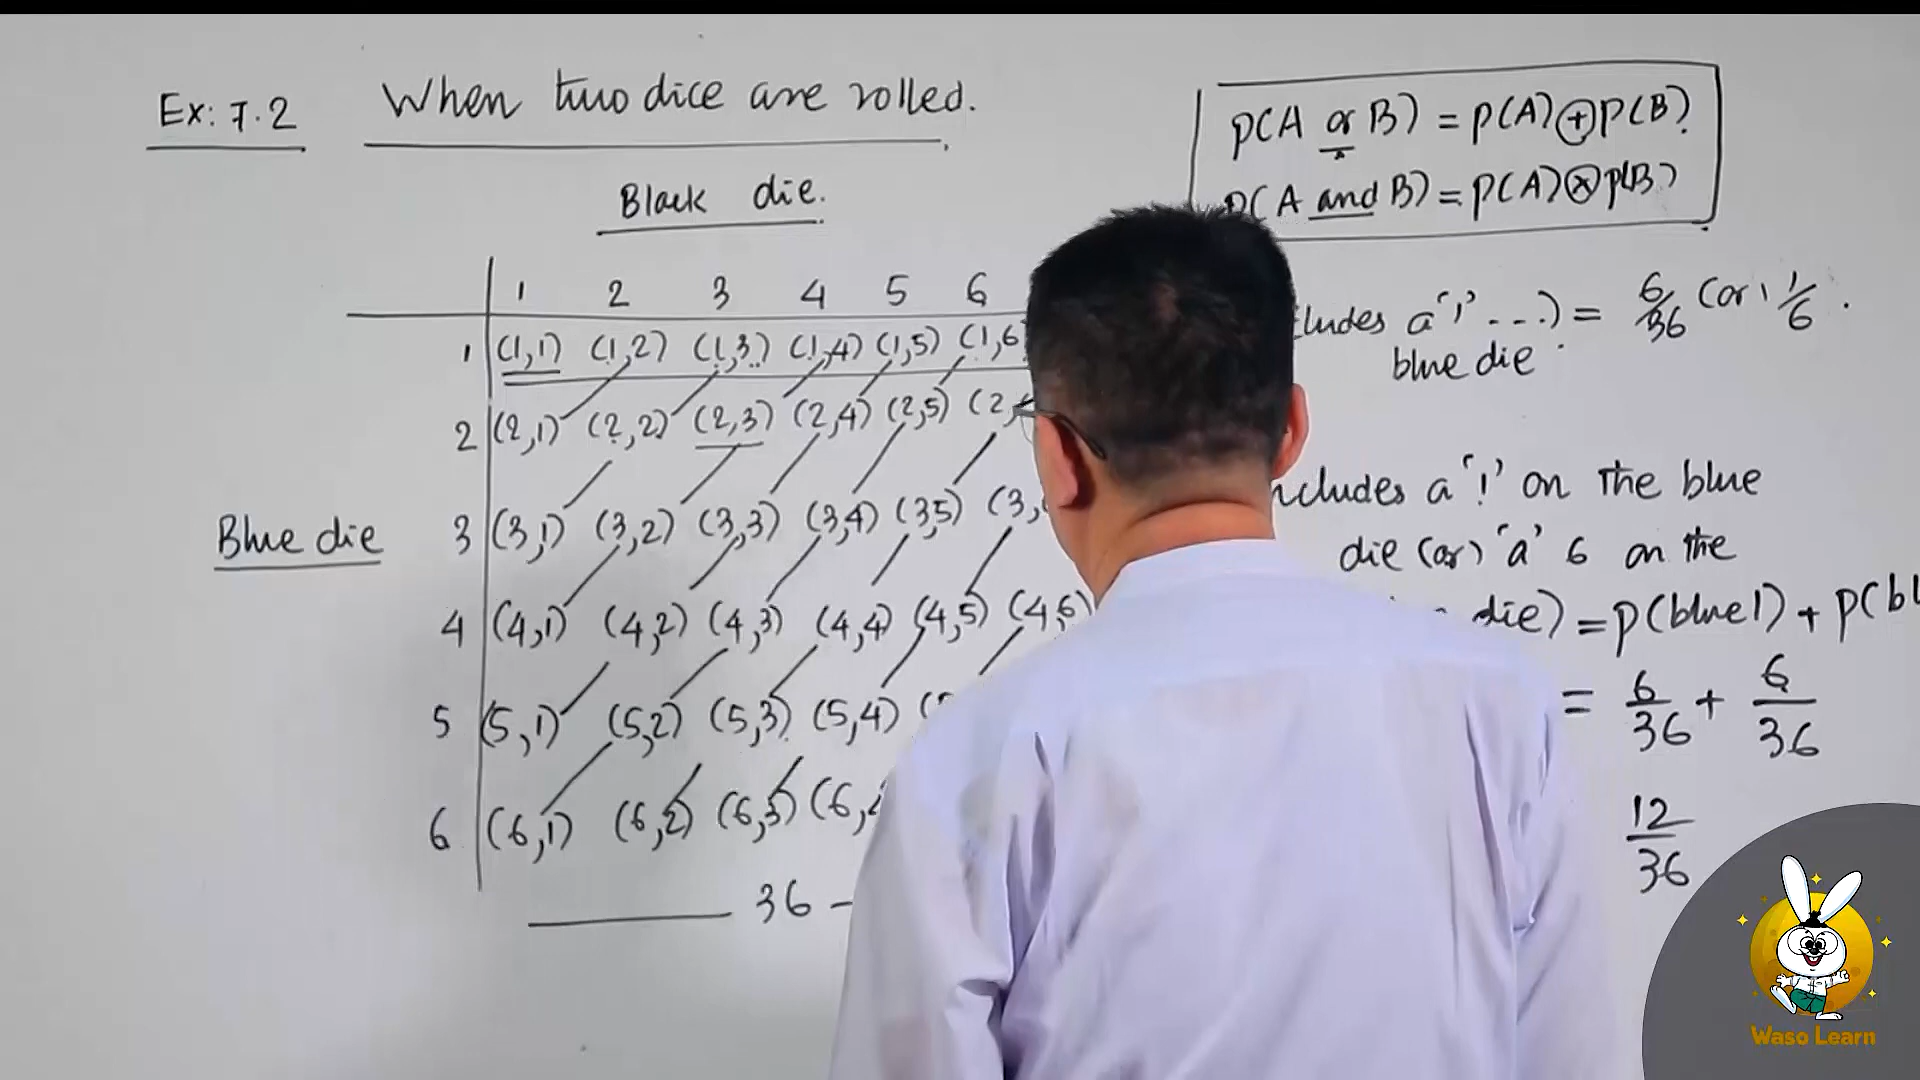 Ex: 7.2 When two dice are rolled.
P(A or B) = P(A) + P(B)
P(A and B) = P(A) × P(B)
Black die.
1 2 3 4 5 6
1 (1,1) (1,2) (1,3) (1,4) (1,5) (1,6
2 (2,1) (2,2) (2,3) (2,4) (2,5) (2,
3 (3,1) (3,2) (3,3) (3,4) (3,5) (3,
Blue die
4 (4,1) (4,2) (4,3) (4,4) (4,5) (4,6)
5 (5,1) (5,2) (5,3) (5,4)
6 (6,1) (6,2) (6,3) (6,4
36 -
cludes a '1' ...) = 6/36 (or) 1/6 .
blue die
ncludes a '1' on the blue
die (or) 'a' 6 on the
die) = P(blue 1) + P(bl
= 6/36 + 6/36
12/36
Waso Learn